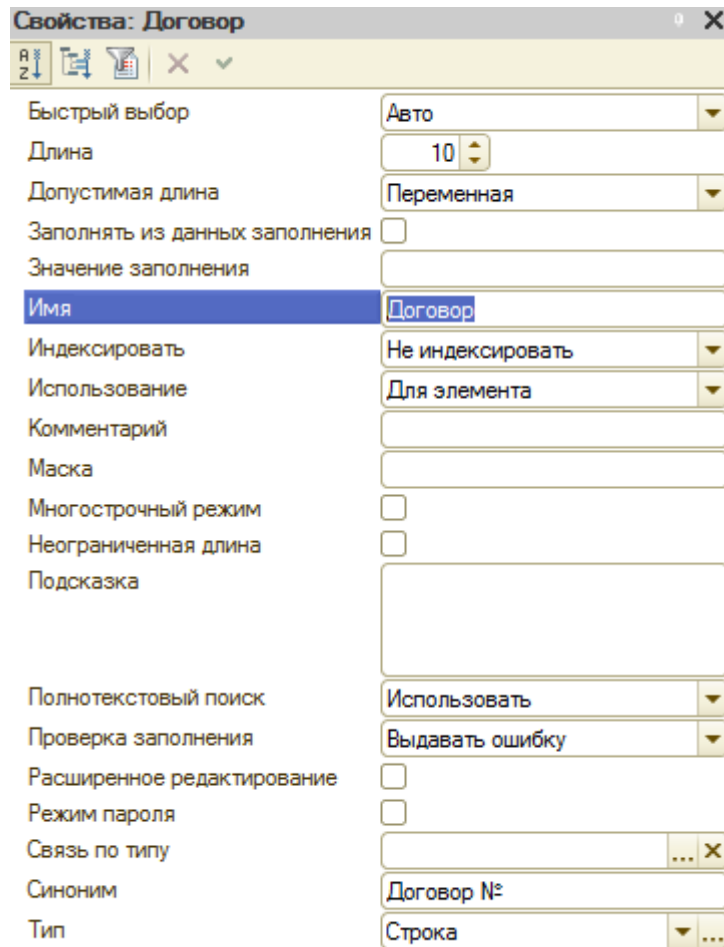 Свойства: Договор
Быстрый выбор Авто
Длина 10
Допустимая длина Переменная
Заполнять из данных заполнения
Значение заполнения
Имя Договор
Индексировать Не индексировать
Использование Для элемента
Комментарий
Маска
Многострочный режим
Неограниченная длина
Подсказка
Полнотекстовый поиск Использовать
Проверка заполнения Выдавать ошибку
Расширенное редактирование
Режим пароля
Связь по типу ...
Синоним Договор №
Тип Строка ...